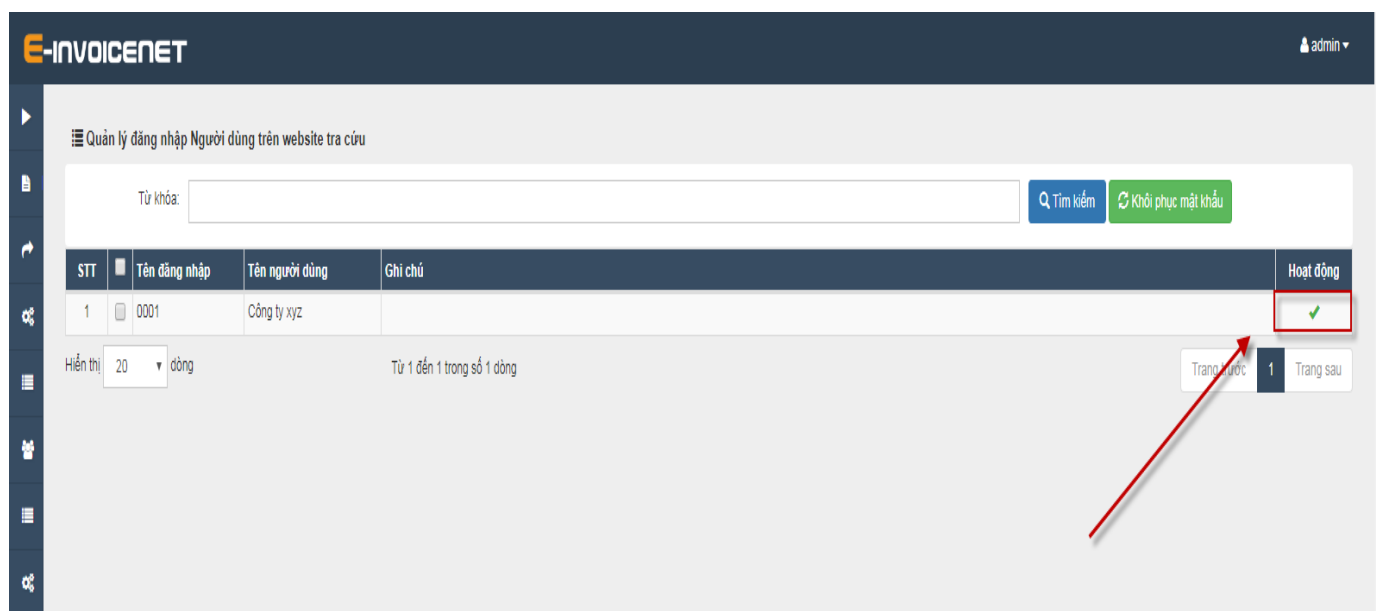 E-INVOICENET
admin
Quản lý đăng nhập Người dùng trên website tra cứu
Từ khóa:
Tìm kiếm
Khôi phục mật khẩu
STT Tên đăng nhập Tên người dùng Ghi chú Hoạt động
1 0001 Công ty xyz
Hiển thị 20 dòng Từ 1 đến 1 trong số 1 dòng Trang trước 1 Trang sau